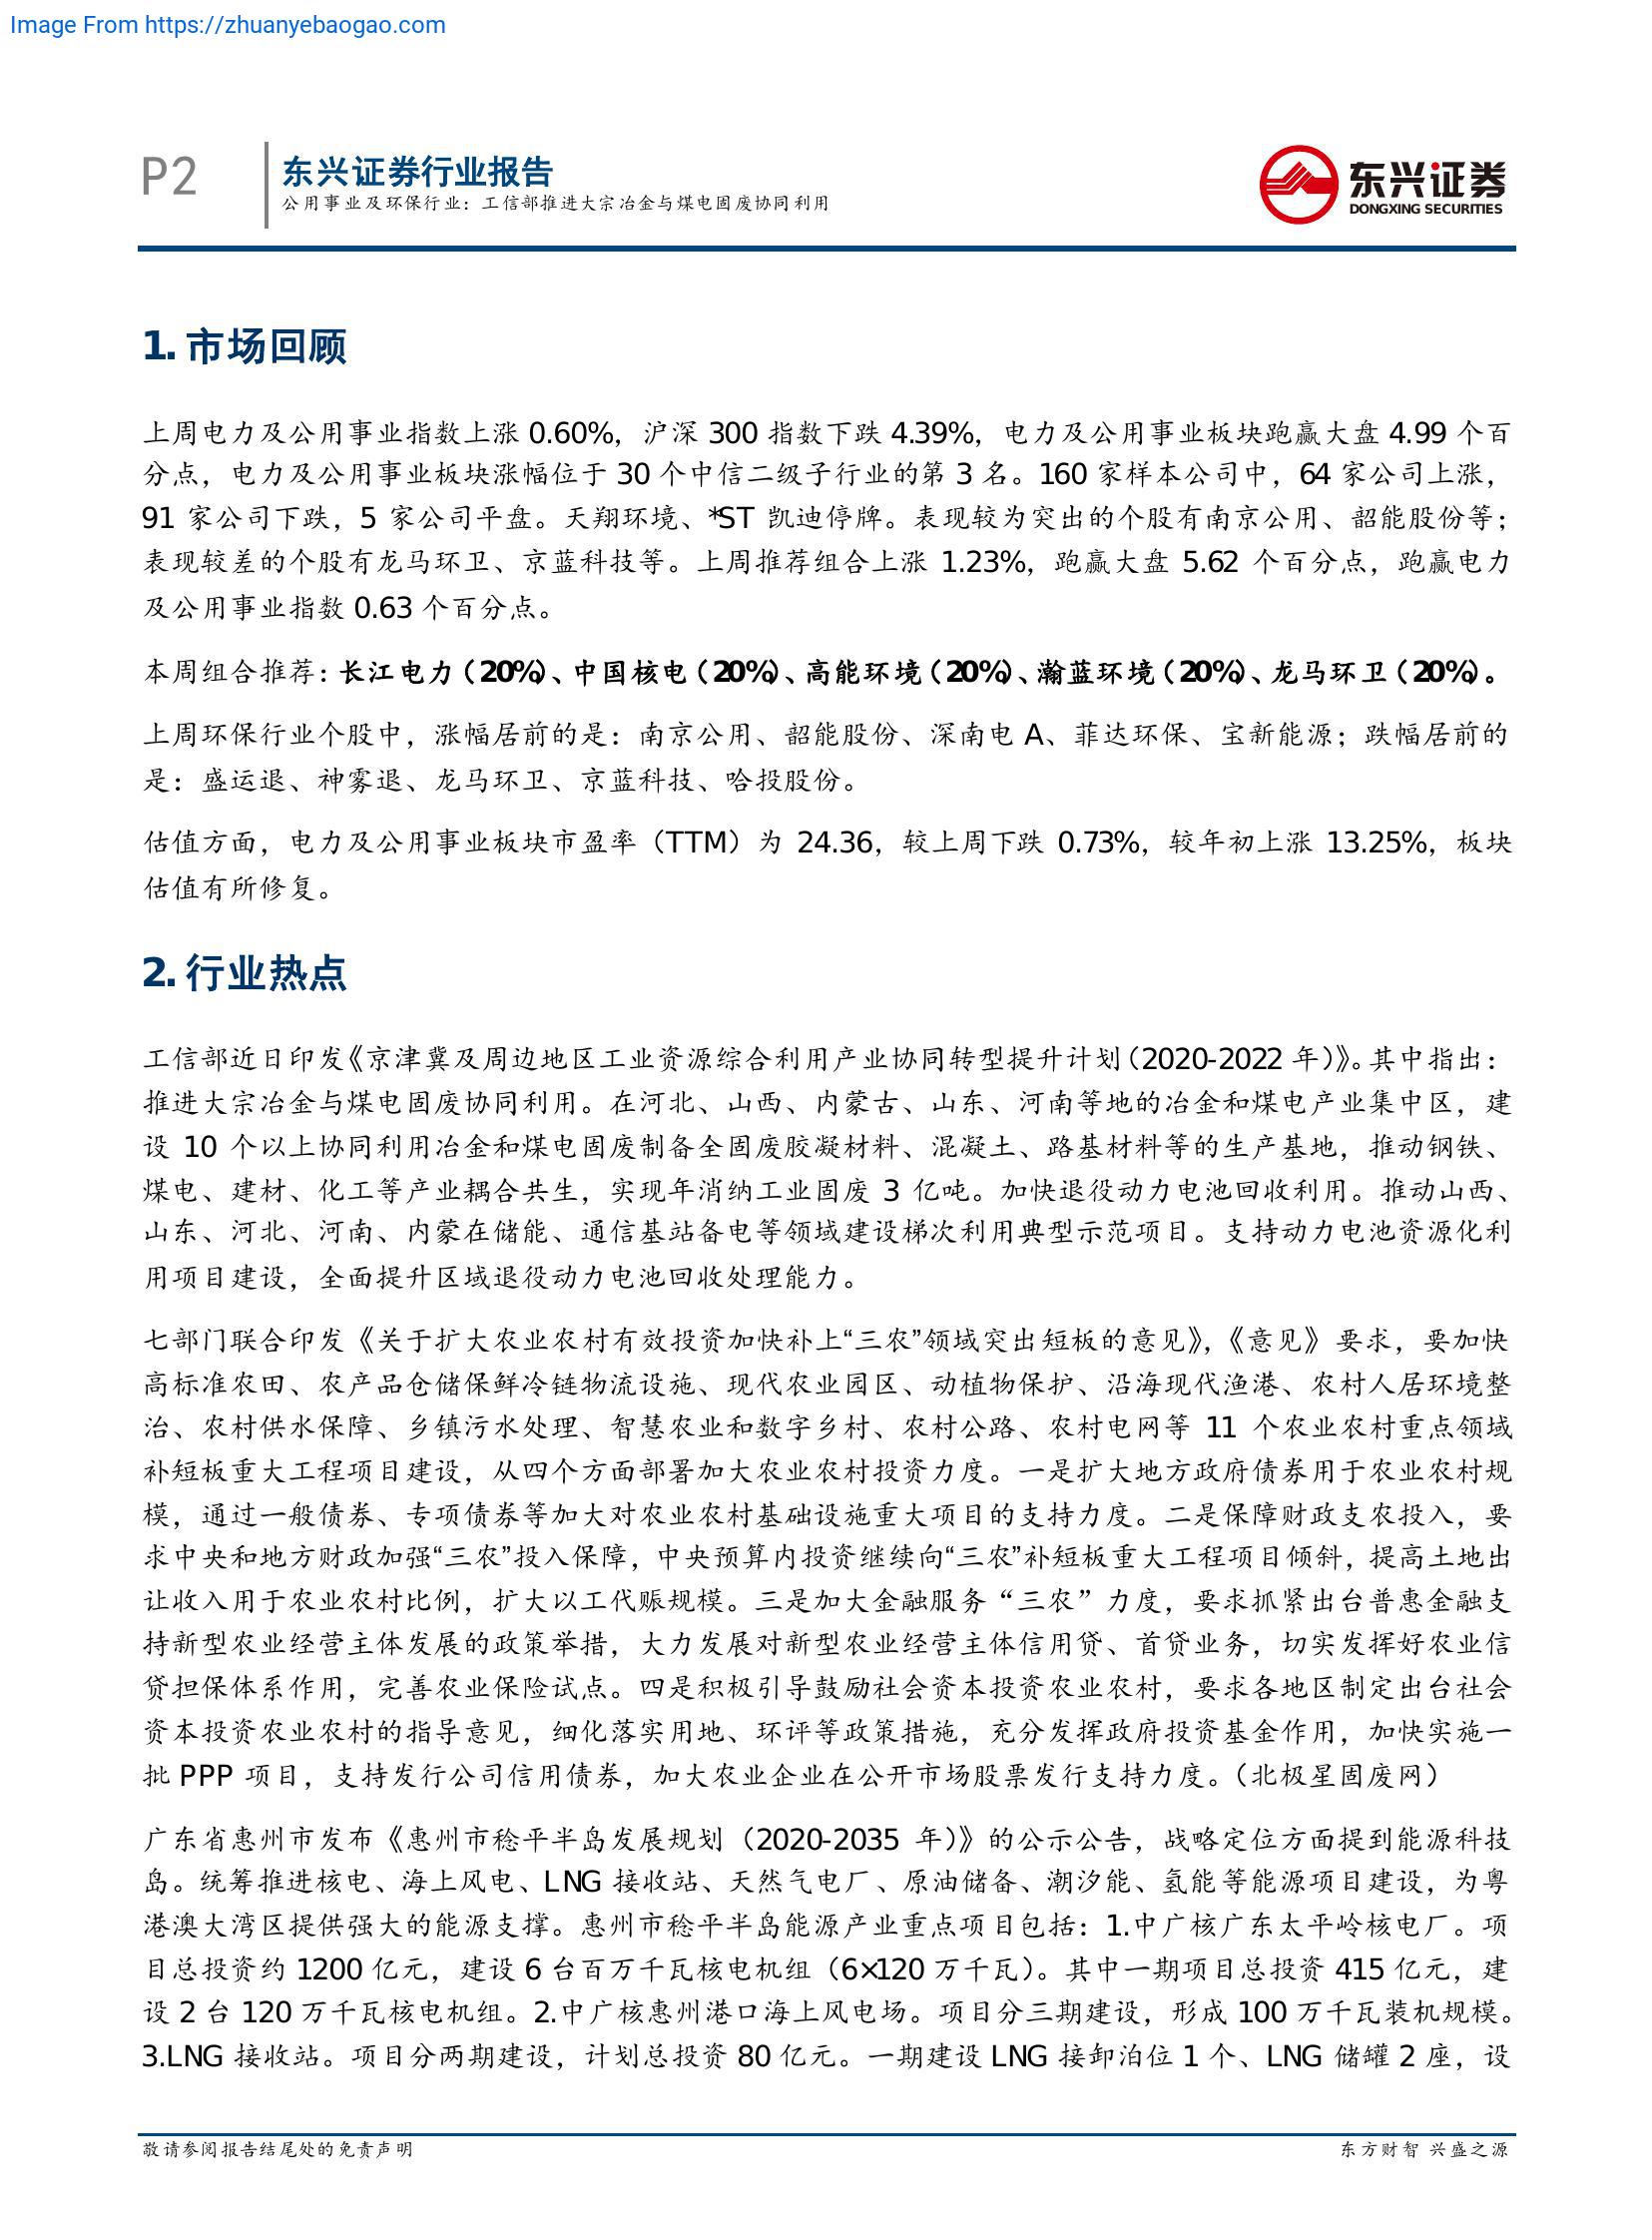 Image From https://zhuanyebaogao.com
P2
东兴证券行业报告
公用事业及环保行业：工信部推进大宗冶金与煤电固废协同利用
东兴证券
DONGXING SECURITIES
1. 市场回顾
上周电力及公用事业指数上涨 0.60%，沪深 300 指数下跌 4.39%，电力及公用事业板块跑赢大盘 4.99 个百
分点，电力及公用事业板块涨幅位于 30 个中信二级子行业的第 3 名。160 家样本公司中，64 家公司上涨，
91 家公司下跌，5 家公司平盘。天翔环境、*ST 凯迪停牌。表现较为突出的个股有南京公用、韶能股份等；
表现较差的个股有龙马环卫、京蓝科技等。上周推荐组合上涨 1.23%，跑赢大盘 5.62 个百分点，跑赢电力
及公用事业指数 0.63 个百分点。
本周组合推荐：长江电力（20%）、中国核电（20%）、高能环境（20%）、瀚蓝环境（20%）、龙马环卫（20%）。
上周环保行业个股中，涨幅居前的是：南京公用、韶能股份、深南电 A、菲达环保、宝新能源；跌幅居前的
是：盛运退、神雾退、龙马环卫、京蓝科技、哈投股份。
估值方面，电力及公用事业板块市盈率（TTM）为 24.36，较上周下跌 0.73%，较年初上涨 13.25%，板块
估值有所修复。
2. 行业热点
工信部近日印发《京津冀及周边地区工业资源综合利用产业协同转型提升计划（2020-2022 年）》。其中指出：
推进大宗冶金与煤电固废协同利用。在河北、山西、内蒙古、山东、河南等地的冶金和煤电产业集中区，建
设 10 个以上协同利用冶金和煤电固废制备全固废胶凝材料、混凝土、路基材料等的生产基地，推动钢铁、
煤电、建材、化工等产业耦合共生，实现年消纳工业固废 3 亿吨。加快退役动力电池回收利用。推动山西、
山东、河北、河南、内蒙在储能、通信基站备电等领域建设梯次利用典型示范项目。支持动力电池资源化利
用项目建设，全面提升区域退役动力电池回收处理能力。
七部门联合印发《关于扩大农业农村有效投资加快补上“三农”领域突出短板的意见》，《意见》要求，要加快
高标准农田、农产品仓储保鲜冷链物流设施、现代农业园区、动植物保护、沿海现代渔港、农村人居环境整
治、农村供水保障、乡镇污水处理、智慧农业和数字乡村、农村公路、农村电网等 11 个农业农村重点领域
补短板重大工程项目建设，从四个方面部署加大农业农村投资力度。一是扩大地方政府债券用于农业农村规
模，通过一般债券、专项债券等加大对农业农村基础设施重大项目的支持力度。二是保障财政支农投入，要
求中央和地方财政加强“三农”投入保障，中央预算内投资继续向“三农”补短板重大工程项目倾斜，提高土地出
让收入用于农业农村比例，扩大以工代赈规模。三是加大金融服务“三农”力度，要求抓紧出台普惠金融支
持新型农业经营主体发展的政策举措，大力发展对新型农业经营主体信用贷、首贷业务，切实发挥好农业信
贷担保体系作用，完善农业保险试点。四是积极引导鼓励社会资本投资农业农村，要求各地区制定出台社会
资本投资农业农村的指导意见，细化落实用地、环评等政策措施，充分发挥政府投资基金作用，加快实施一
批 PPP 项目，支持发行公司信用债券，加大农业企业在公开市场股票发行支持力度。（北极星固废网）
广东省惠州市发布《惠州市稔平半岛发展规划（2020-2035 年）》的公示公告，战略定位方面提到能源科技
岛。统筹推进核电、海上风电、LNG 接收站、天然气电厂、原油储备、潮汐能、氢能等能源项目建设，为粤
港澳大湾区提供强大的能源支撑。惠州市稔平半岛能源产业重点项目包括：1.中广核广东太平岭核电厂。项
目总投资约 1200 亿元，建设 6 台百万千瓦核电机组（6×120 万千瓦）。其中一期项目总投资 415 亿元，建
设 2 台 120 万千瓦核电机组。2.中广核惠州港口海上风电场。项目分三期建设，形成 100 万千瓦装机规模。
3.LNG 接收站。项目分两期建设，计划总投资 80 亿元。一期建设 LNG 接卸泊位 1 个、LNG 储罐 2 座，设
敬请参阅报告结尾处的免责声明
东方财智 兴盛之源